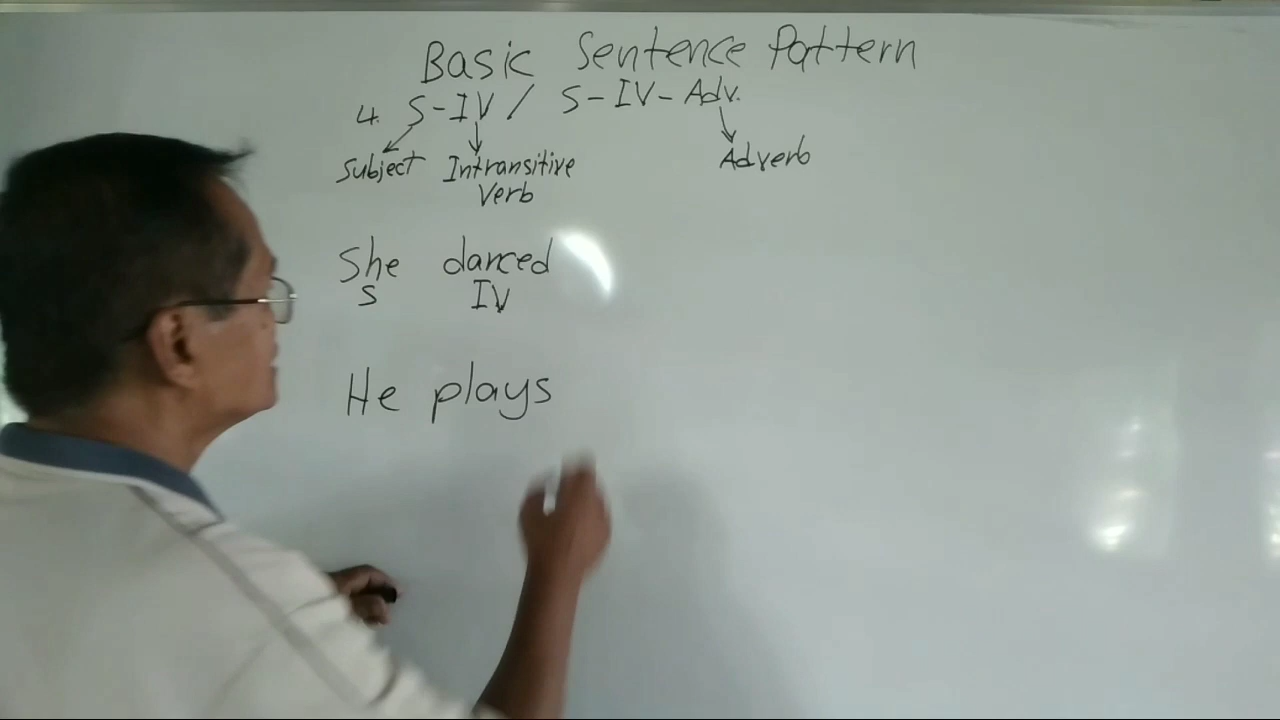 Basic Sentence Pattern
4. S-IV / S-IV-Adv.
Subject Intransitive Adverb
Verb
She danced
S IV
He plays